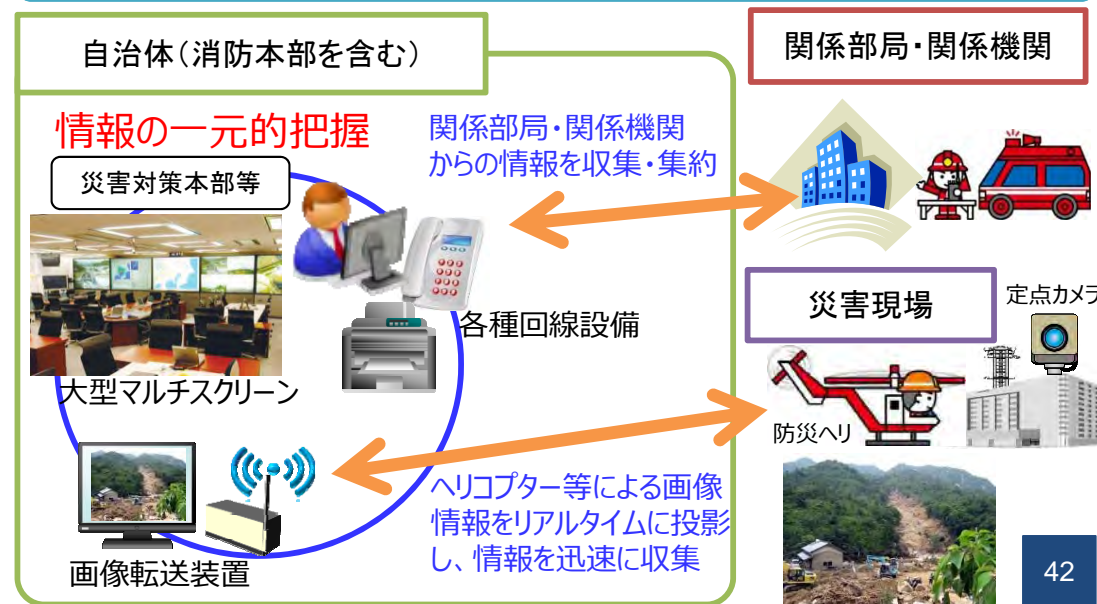 自治体（消防本部を含む）
情報の一元的把握
災害対策本部等
大型マルチスクリーン
各種回線設備
画像転送装置
関係部局・関係機関
からの情報を収集・集約
ヘリコプター等による画像
情報をリアルタイムに投影
し、情報を迅速に収集
関係部局・関係機関
災害現場
定点カメラ
防災ヘリ
42